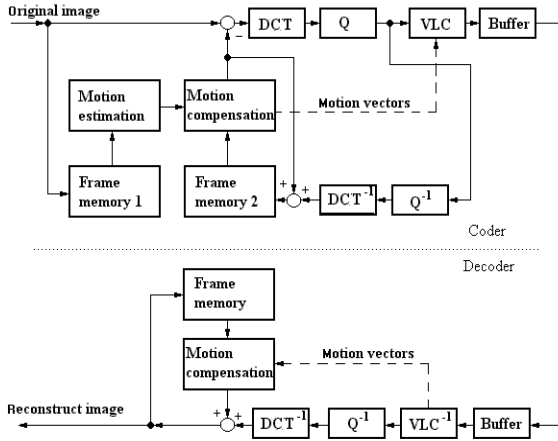 Original image
DCT
Q
VLC
Buffer
−
Motion
estimation
Motion
compensation
Motion vectors
Frame
memory 1
Frame
memory 2
+
+
DCT-1
Q-1
Coder
Decoder
Frame
memory
Motion
compensation
Motion vectors
Reconstruct image
+
+
DCT-1
Q-1
VLC-1
Buffer